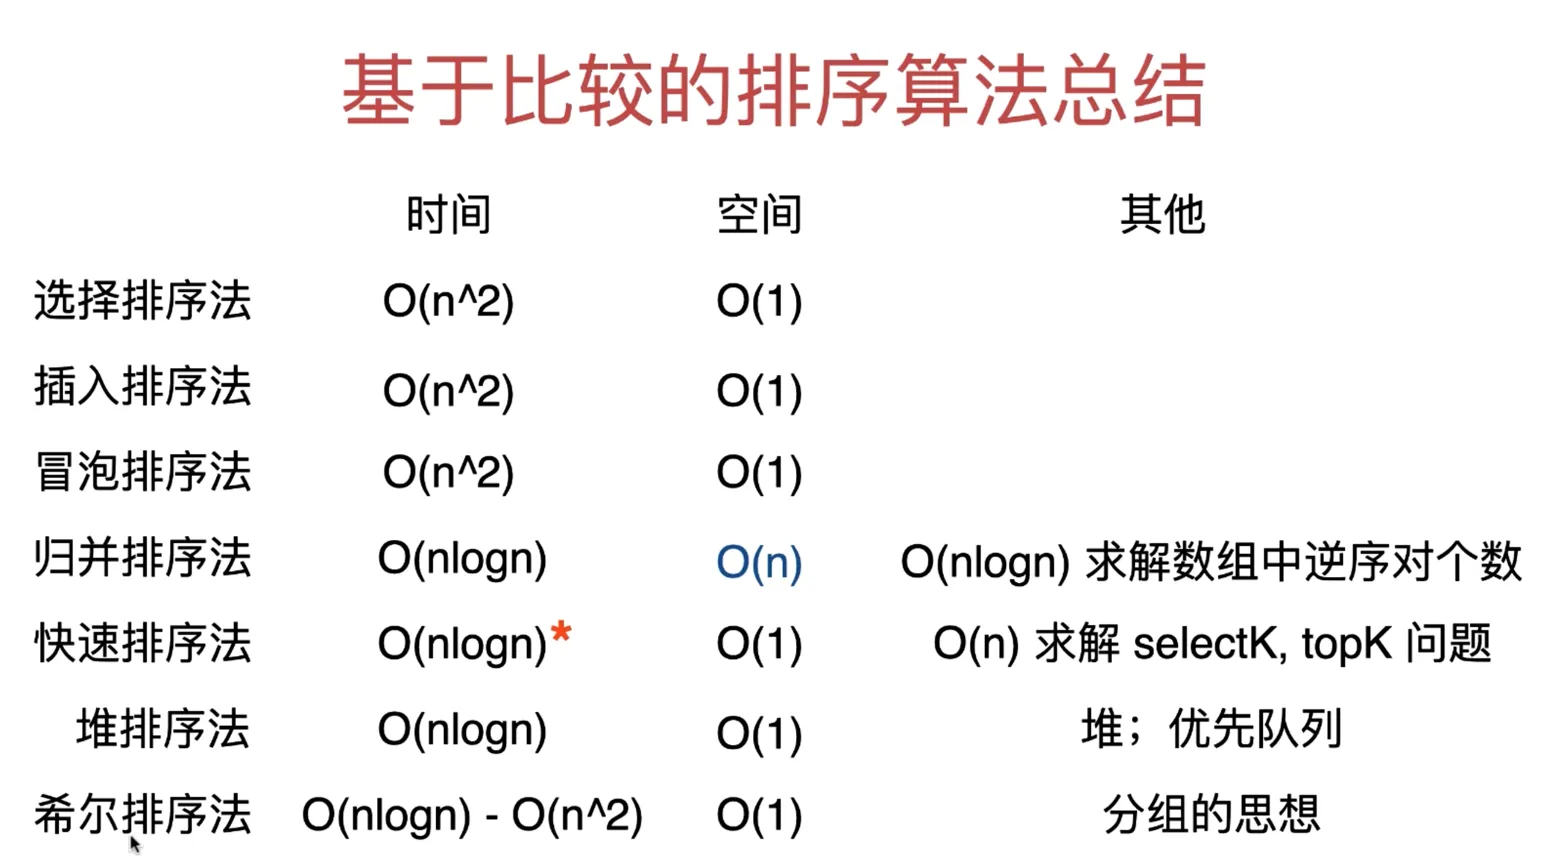 基于比较的排序算法总结
时间 空间 其他
选择排序法 O(n^2) O(1)
插入排序法 O(n^2) O(1)
冒泡排序法 O(n^2) O(1)
归并排序法 O(nlogn) O(n) O(nlogn) 求解数组中逆序对个数
快速排序法 O(nlogn)* O(1) O(n) 求解 selectK, topK 问题
堆排序法 O(nlogn) O(1) 堆；优先队列
希尔排序法 O(nlogn) - O(n^2) O(1) 分组的思想